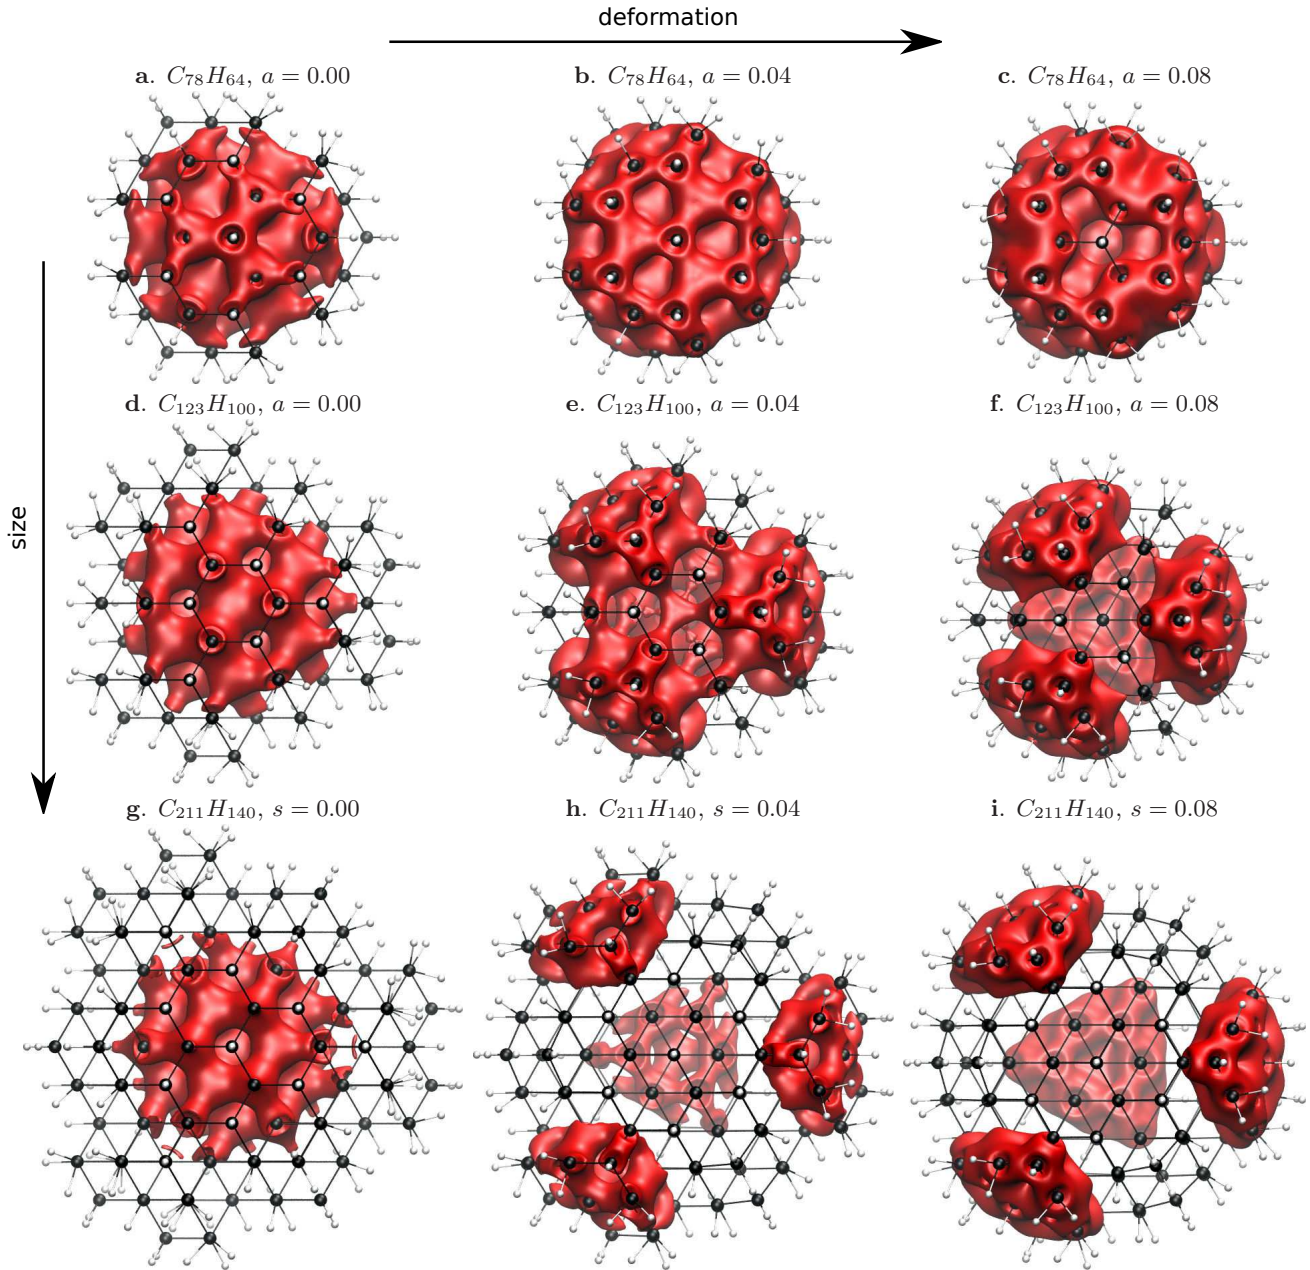 deformation
a. C₇₈H₆₄, a = 0.00
b. C₇₈H₆₄, a = 0.04
c. C₇₈H₆₄, a = 0.08
size
d. C₁₂₃H₁₀₀, a = 0.00
e. C₁₂₃H₁₀₀, a = 0.04
f. C₁₂₃H₁₀₀, a = 0.08
g. C₂₁₁H₁₄₀, s = 0.00
h. C₂₁₁H₁₄₀, s = 0.04
i. C₂₁₁H₁₄₀, s = 0.08